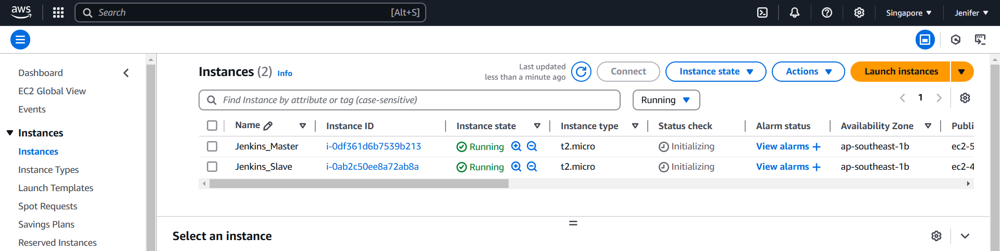 aws
Search [Alt+S] Singapore Jenifer
Dashboard
EC2 Global View
Events
Instances
Instances
Instance Types
Launch Templates
Spot Requests
Savings Plans
Reserved Instances
Instances (2) Info
Last updated
less than a minute ago
Connect Instance state Actions Launch instances
Find Instance by attribute or tag (case-sensitive) Running 1
Name Instance ID Instance state Instance type Status check Alarm status Availability Zone Publi
Jenkins_Master i-0df361d6b7539b213 Running t2.micro Initializing View alarms + ap-southeast-1b ec2-5
Jenkins_Slave i-0ab2c50ee8a72ab8a Running t2.micro Initializing View alarms + ap-southeast-1b ec2-4
Select an instance